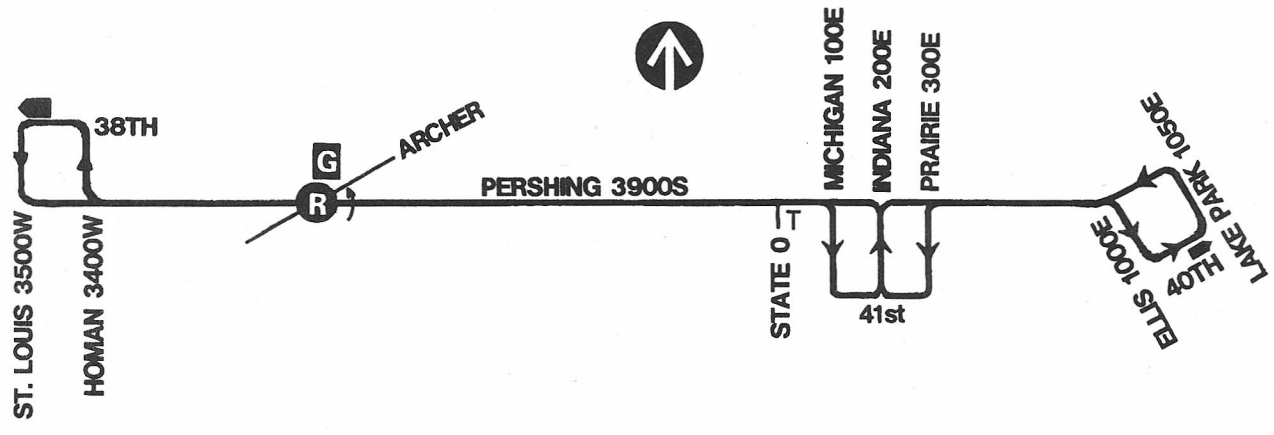 38TH
G
R
ARCHER
PERSHING 3900S
MICHIGAN 100E
INDIANA 200E
PRAIRIE 300E
LAKE PARK 1050E
ST. LOUIS 3500W
HOMAN 3400W
STATE 0
T
41st
ELLIS 1000E
40TH